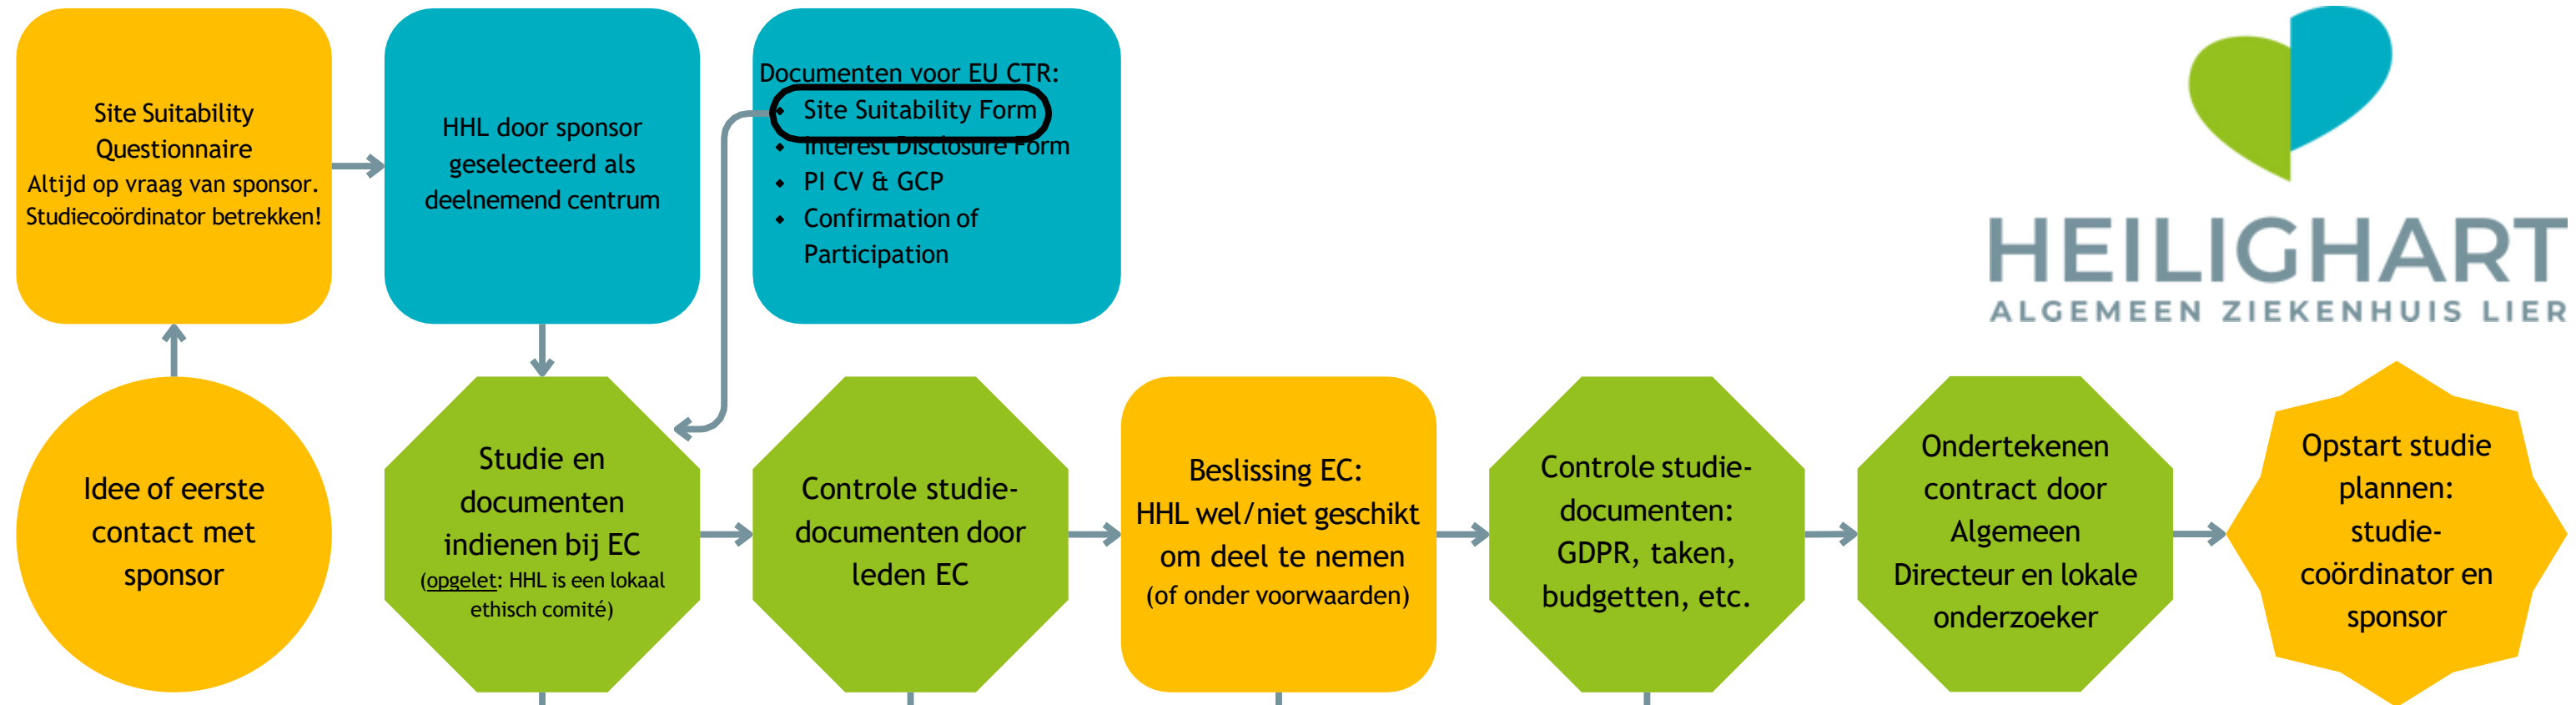 Site Suitability
Questionnaire
Altijd op vraag van sponsor.
Studiecoördinator betrekken!
HHL door sponsor
geselecteerd als
deelnemend centrum
Documenten voor EU CTR:
• Site Suitability Form
• Interest Disclosure Form
• PI CV & GCP
• Confirmation of
Participation
HEILIGHART
ALGEMEEN ZIEKENHUIS LIER
Idee of eerste
contact met
sponsor
Studie en
documenten
indienen bij EC
(opgelet: HHL is een lokaal
ethisch comité)
Controle studie-
documenten door
leden EC
Beslissing EC:
HHL wel/niet geschikt
om deel te nemen
(of onder voorwaarden)
Controle studie-
documenten:
GDPR, taken,
budgetten, etc.
Ondertekenen
contract door
Algemeen
Directeur en lokale
onderzoeker
Opstart studie
plannen:
studie-
coördinator en
sponsor